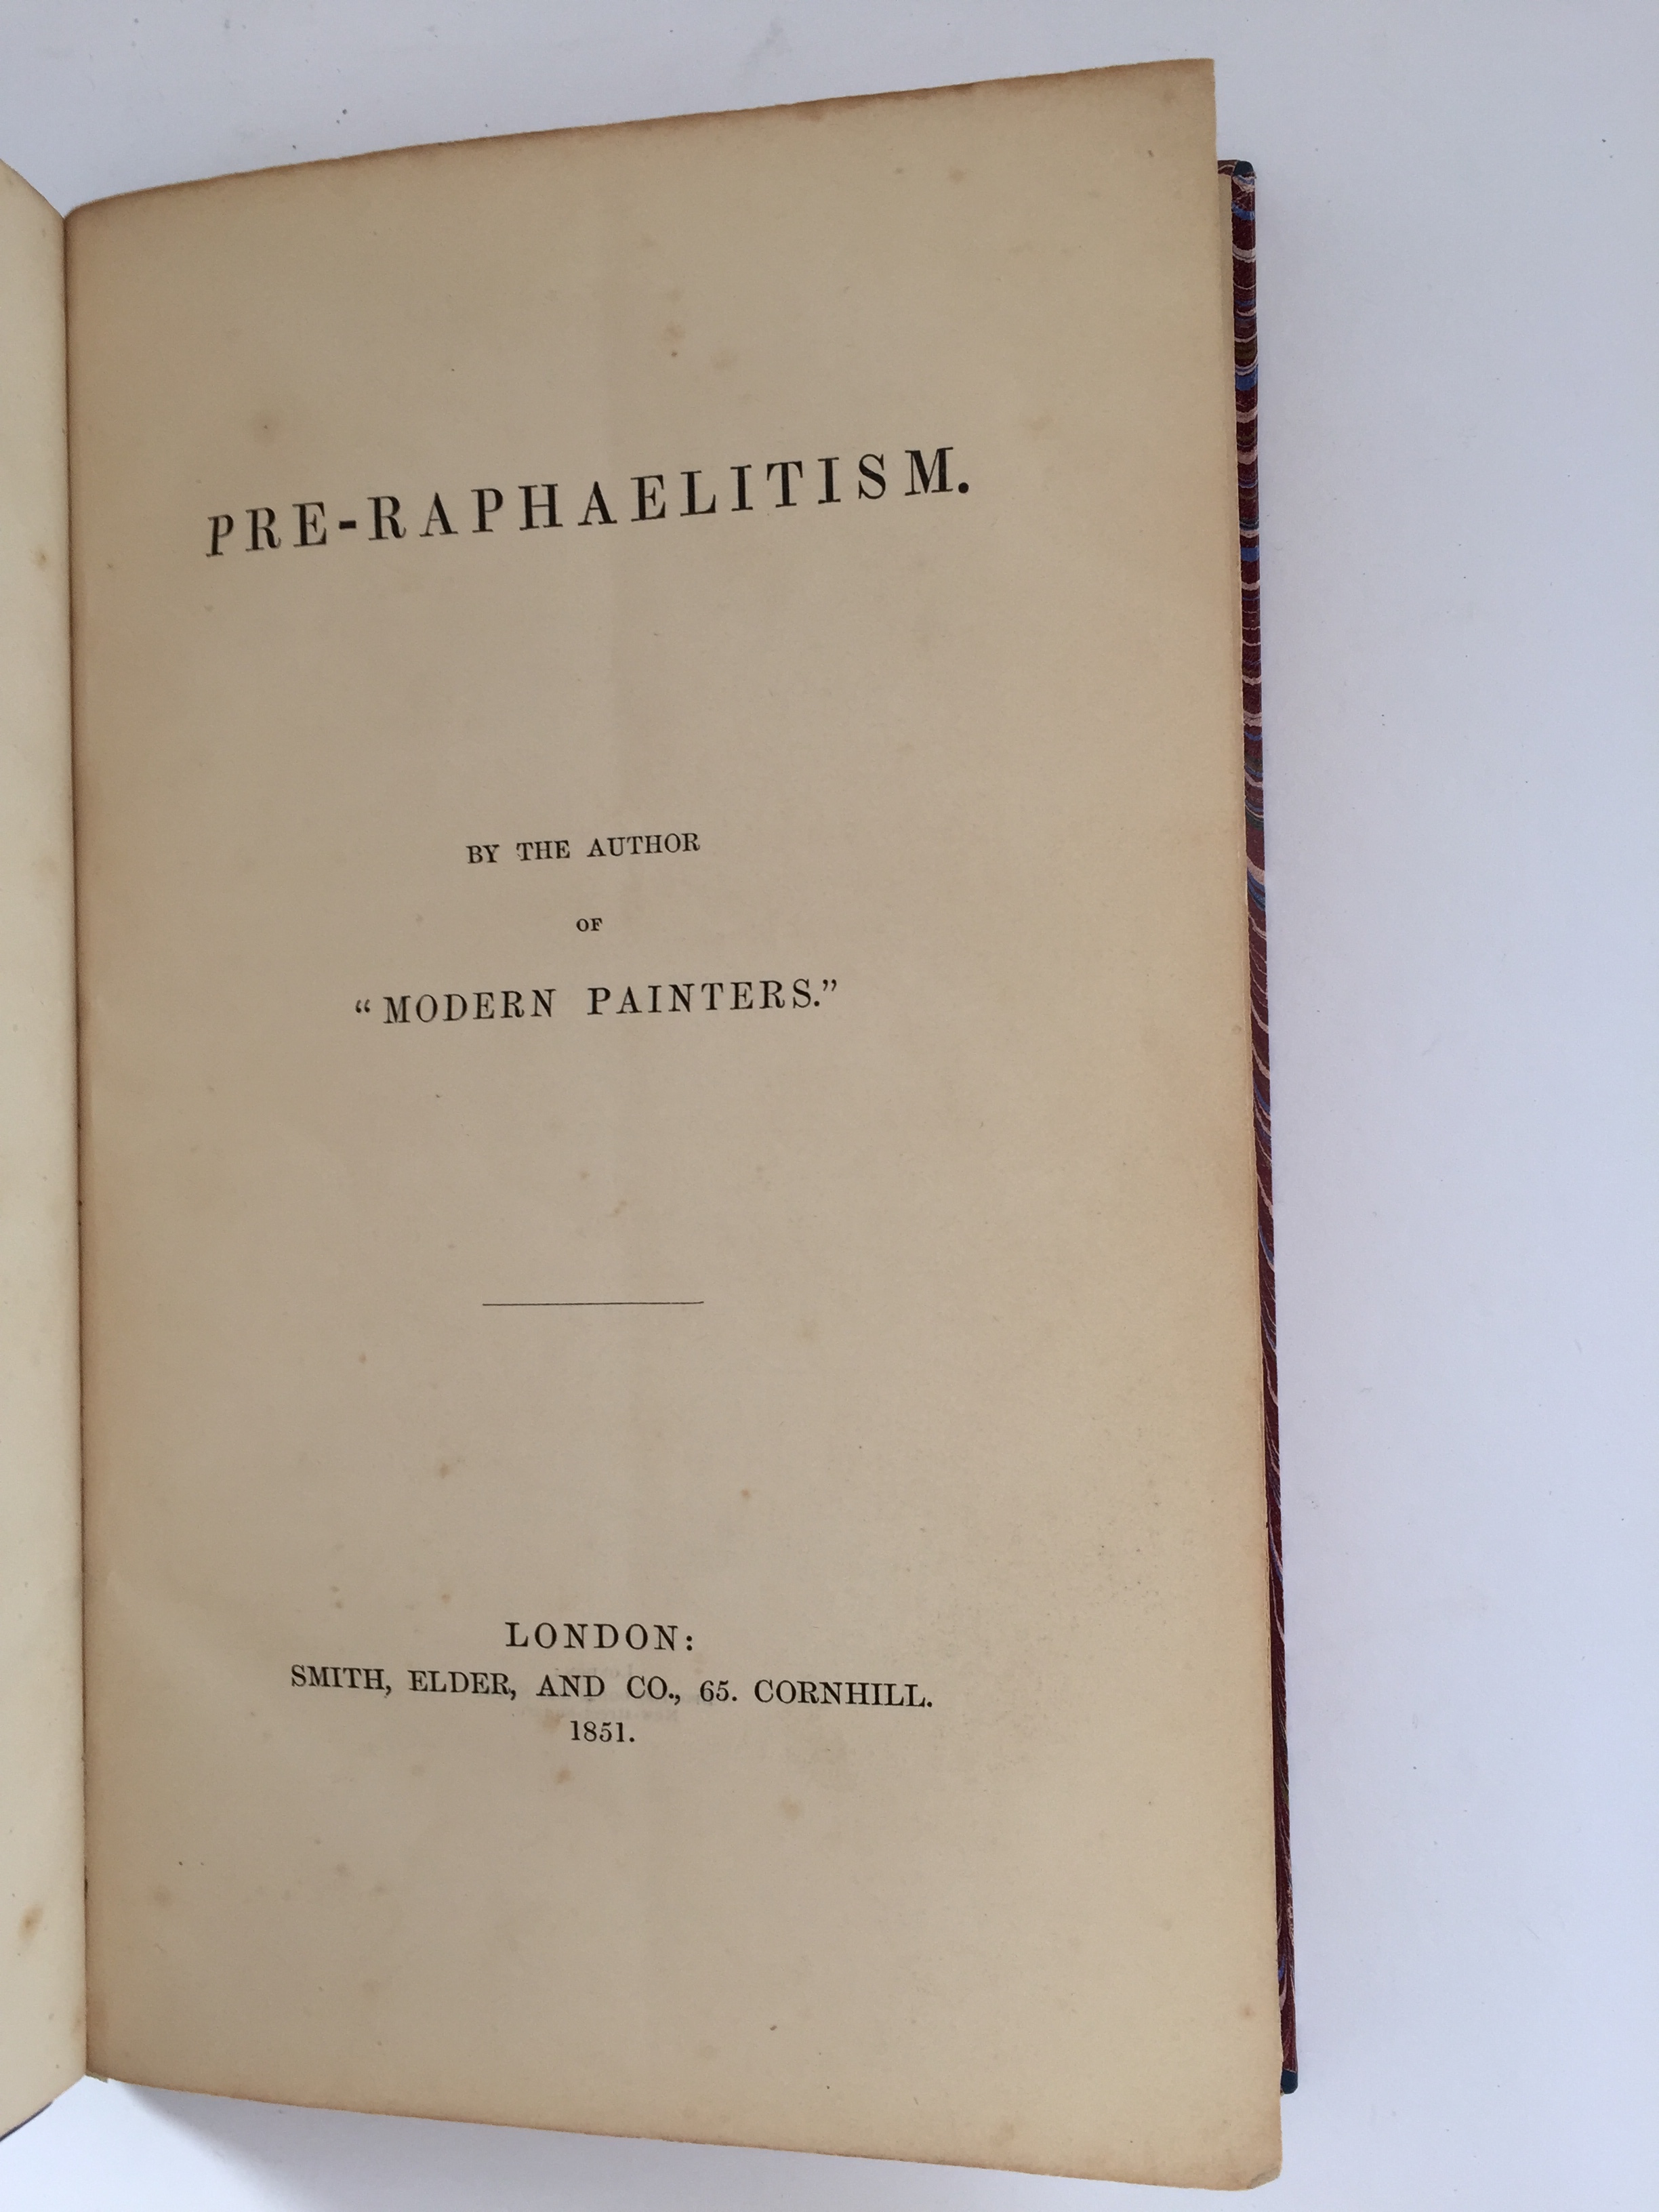 PRE-RAPHAELITISM.
BY THE AUTHOR
OF
“MODERN PAINTERS.”
LONDON:
SMITH, ELDER, AND CO., 65. CORNHILL.
1851.